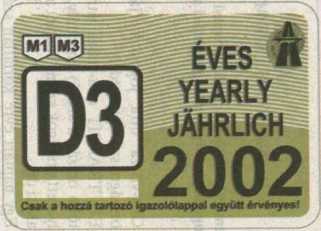 M1 M3
D3
ÉVES
YEARLY
JÄHRLICH
2002
Csak a hozzá tartozó igazolólappal együtt érvényes!